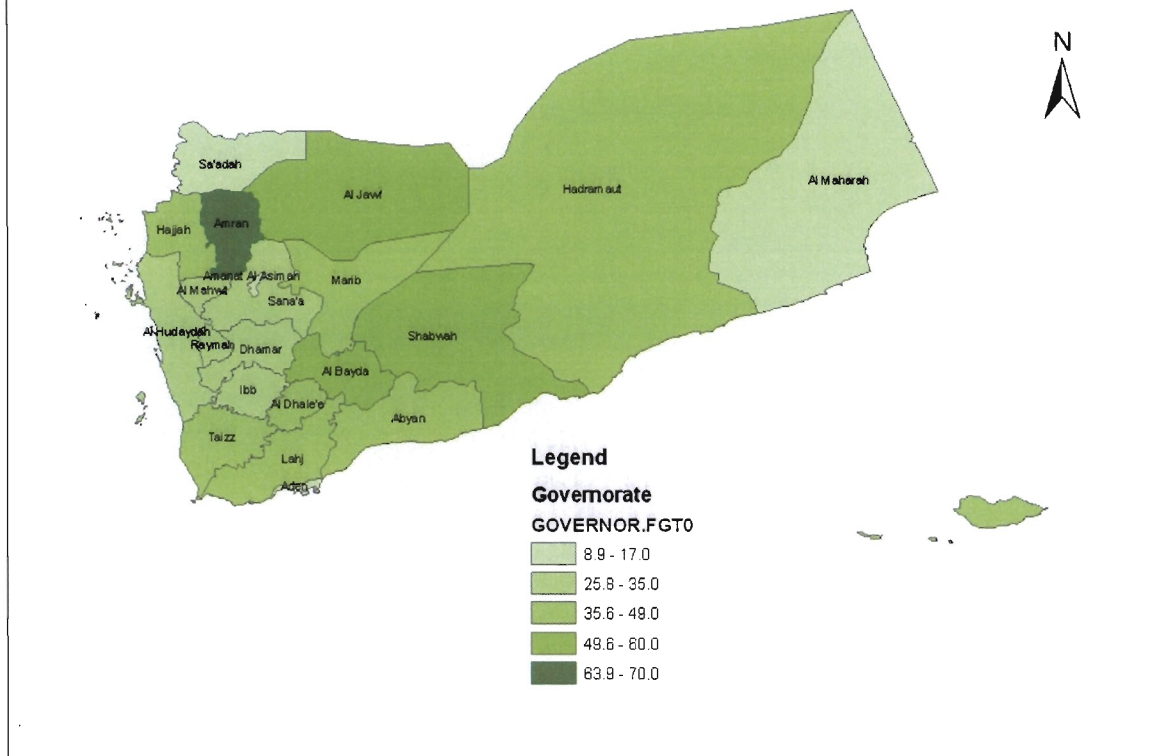 N
Sa'adah
Al Jawf
Hadramaut
Al Maharah
Hajjah
Amran
Amanat Al Asimah
Al Mahwit
Marib
Sana'a
Al Hudaydah
Raymah
Dhamar
Shabwah
Ibb
Al Bayda
Al Dhale'e
Abyan
Taizz
Lahj
Aden
Legend
Governorate
GOVERNOR.FGT0
8.9 - 17.0
25.8 - 35.0
35.6 - 49.0
49.6 - 60.0
63.9 - 70.0